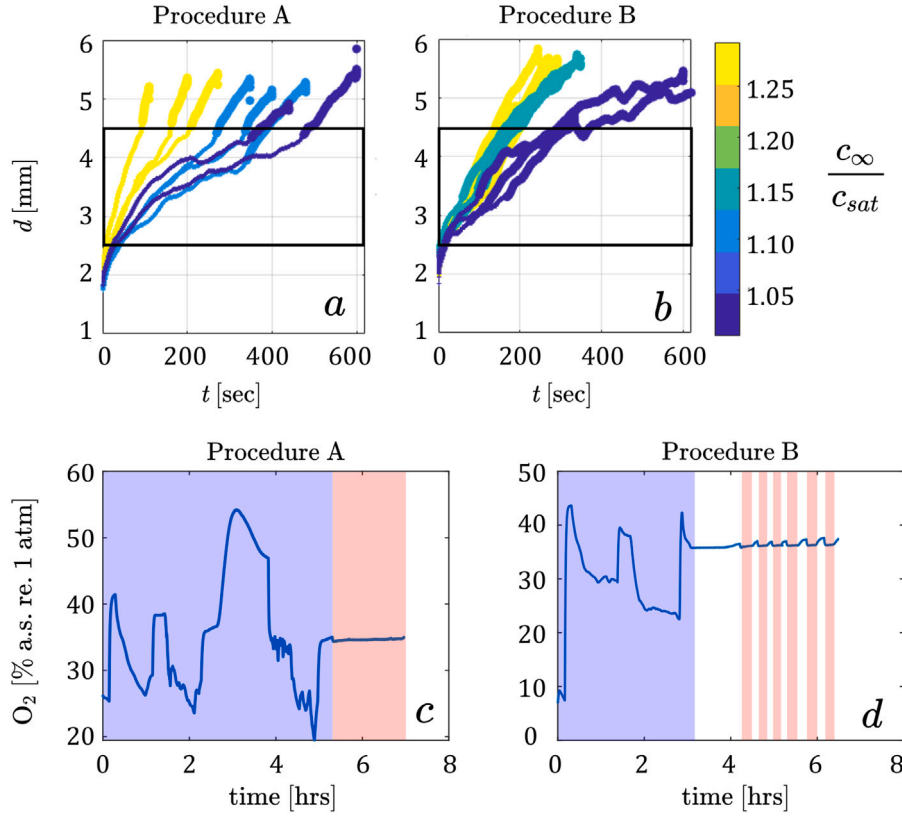 Procedure A
Procedure B
6
5
4
3
2
1
d [mm]
0
200
400
600
t [sec]
a
6
5
4
3
2
1
0
200
400
600
t [sec]
b
1.25
1.20
1.15
1.10
1.05
c∞
csat
Procedure A
Procedure B
O2 [% a.s. re. 1 atm]
60
50
40
30
20
0
2
4
6
8
time [hrs]
c
50
40
30
20
10
0
0
2
4
6
8
time [hrs]
d